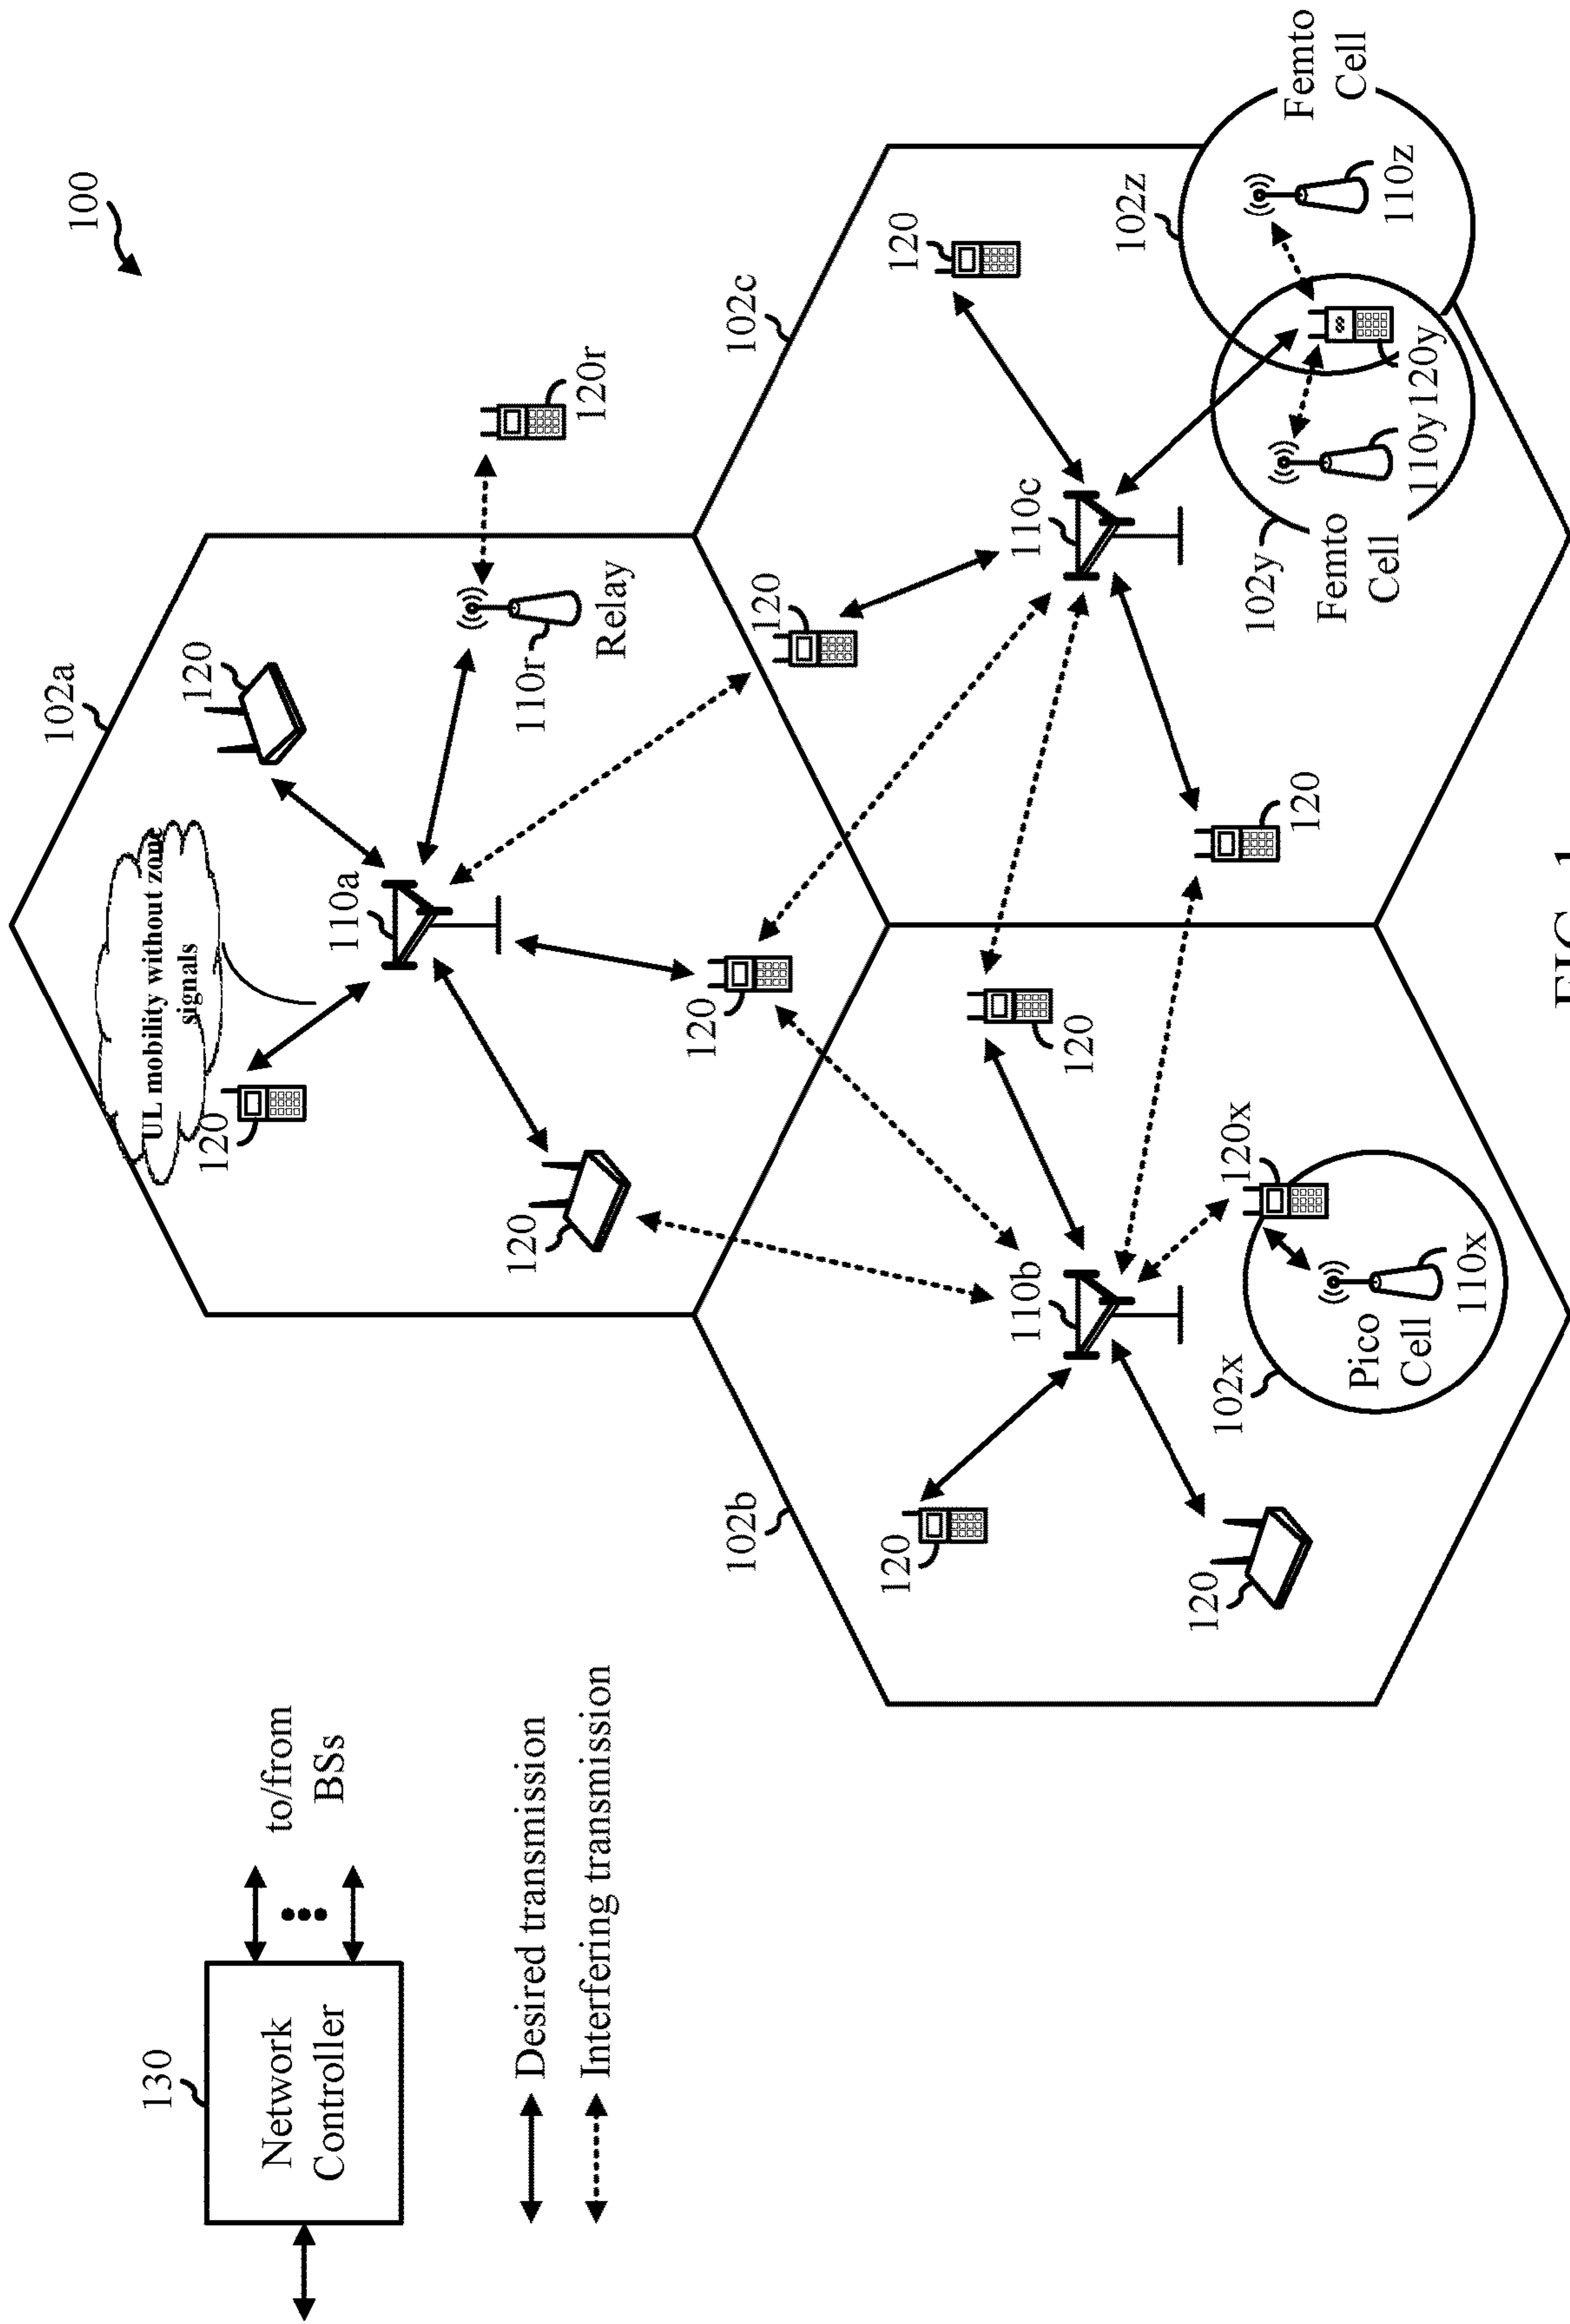 100
130
Network
Controller
to/from
BSs
Desired transmission
Interfering transmission
102a
UL mobility without zone
signals
120
120
110a
120
120
110r
Relay
120r
120
102b
120
110b
120
120
102x
Pico
Cell
110x
120x
102c
120
120
110c
120
102y
Femto
Cell
110y
120y
102z
110z
Femto
Cell
FIG. 1